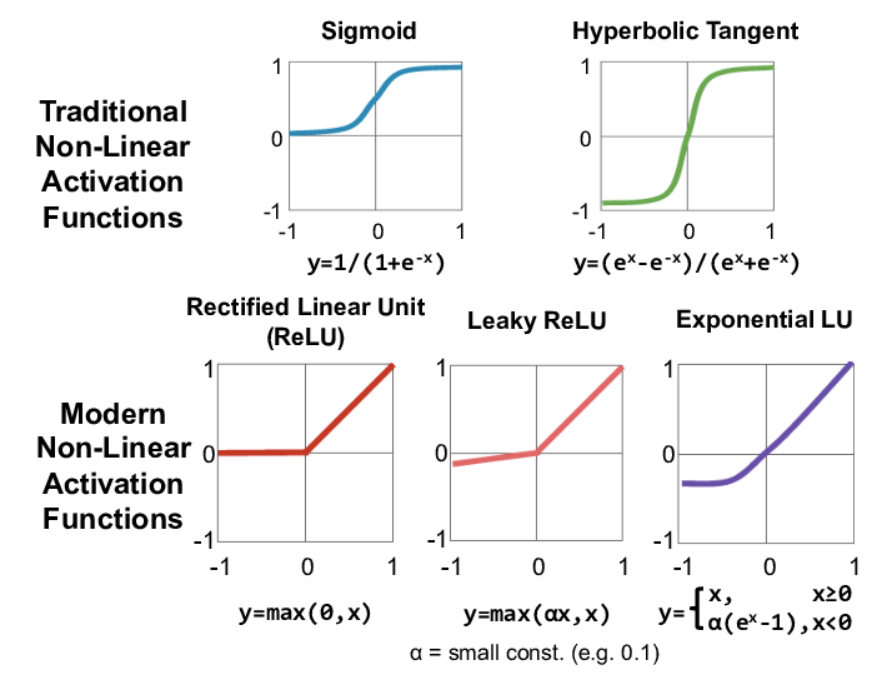 Sigmoid
Hyperbolic Tangent
Traditional
Non-Linear
Activation
Functions
1
0
-1
-1 0 1
y=1/(1+e⁻ˣ)
1
0
-1
-1 0 1
y=(eˣ-e⁻ˣ)/(eˣ+e⁻ˣ)
Rectified Linear Unit
(ReLU)
Leaky ReLU
Exponential LU
Modern
Non-Linear
Activation
Functions
1
0
-1
-1 0 1
y=max(0,x)
1
0
-1
-1 0 1
y=max(αx,x)
1
0
-1
-1 0 1
y={x, x≥0
α(eˣ-1),x<0
α = small const. (e.g. 0.1)